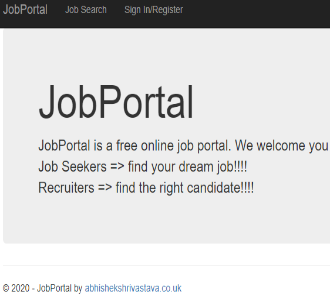 JobPortal Job Search Sign In/Register
JobPortal
JobPortal is a free online job portal. We welcome you
Job Seekers => find your dream job!!!!
Recruiters => find the right candidate!!!!
© 2020 - JobPortal by abhishekshrivastava.co.uk